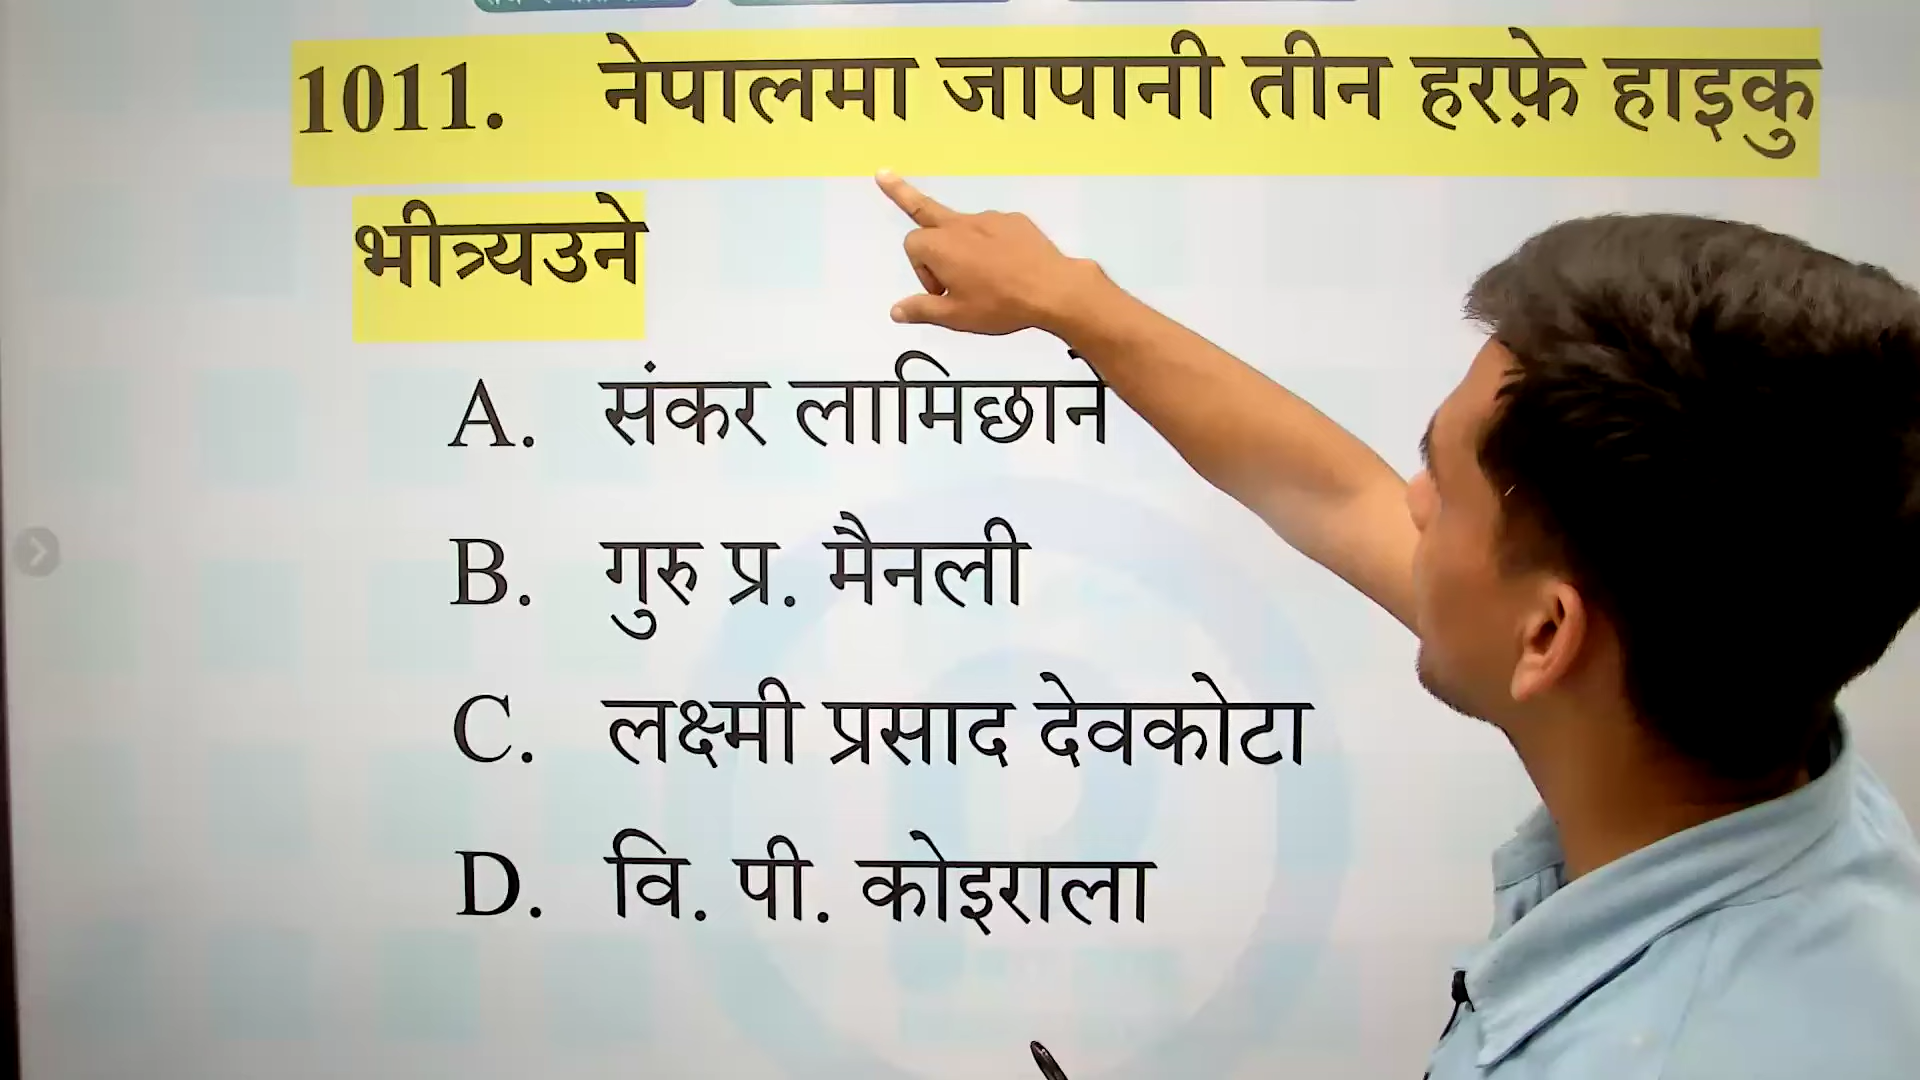 1011. नेपालमा जापानी तीन हरफ़े हाइकु
भीत्र्यउने
A. संकर लामिछाने
B. गुरु प्र. मैनली
C. लक्ष्मी प्रसाद देवकोटा
D. वि. पी. कोइराला